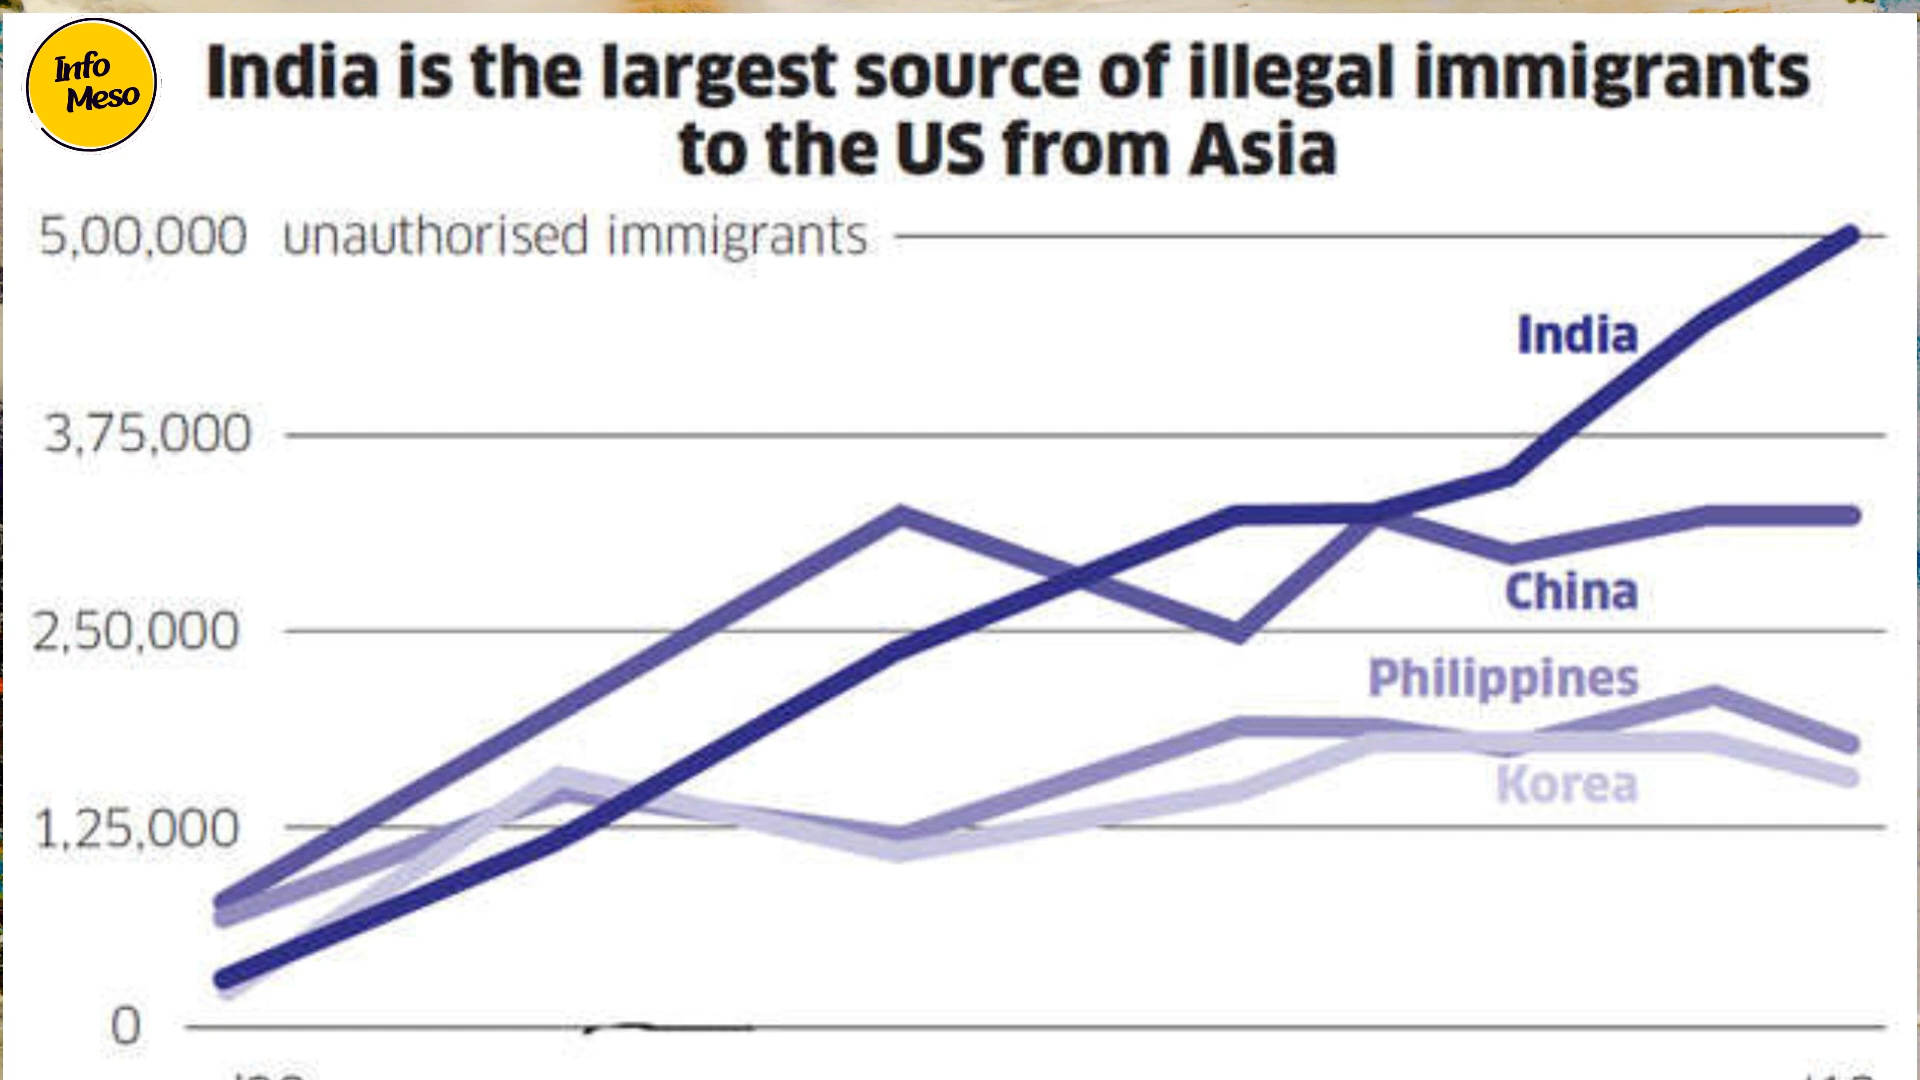 Info
Meso
India is the largest source of illegal immigrants
to the US from Asia
5,00,000 unauthorised immigrants
India
3,75,000
China
2,50,000
Philippines
Korea
1,25,000
0